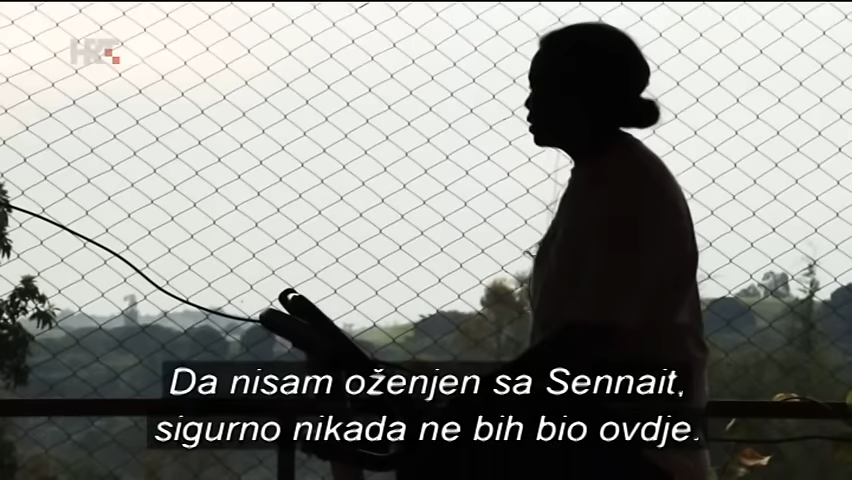 HRT
Da nisam oženjen sa Sennait,
sigurno nikada ne bih bio ovdje.